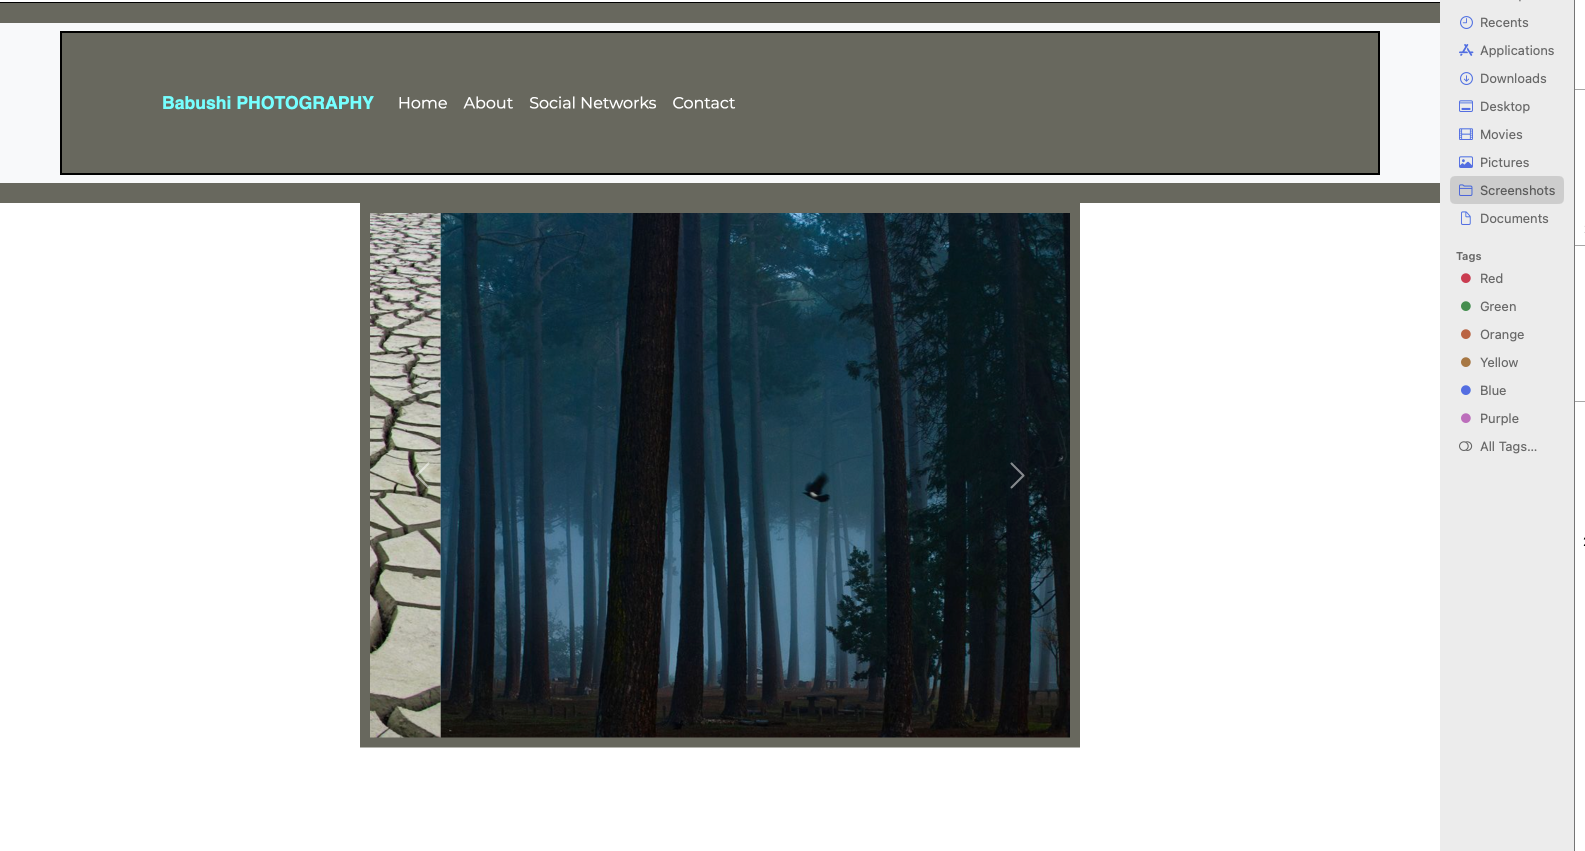 Babushi PHOTOGRAPHY Home About Social Networks Contact
Recents
Applications
Downloads
Desktop
Movies
Pictures
Screenshots
Documents
Tags
Red
Green
Orange
Yellow
Blue
Purple
All Tags...